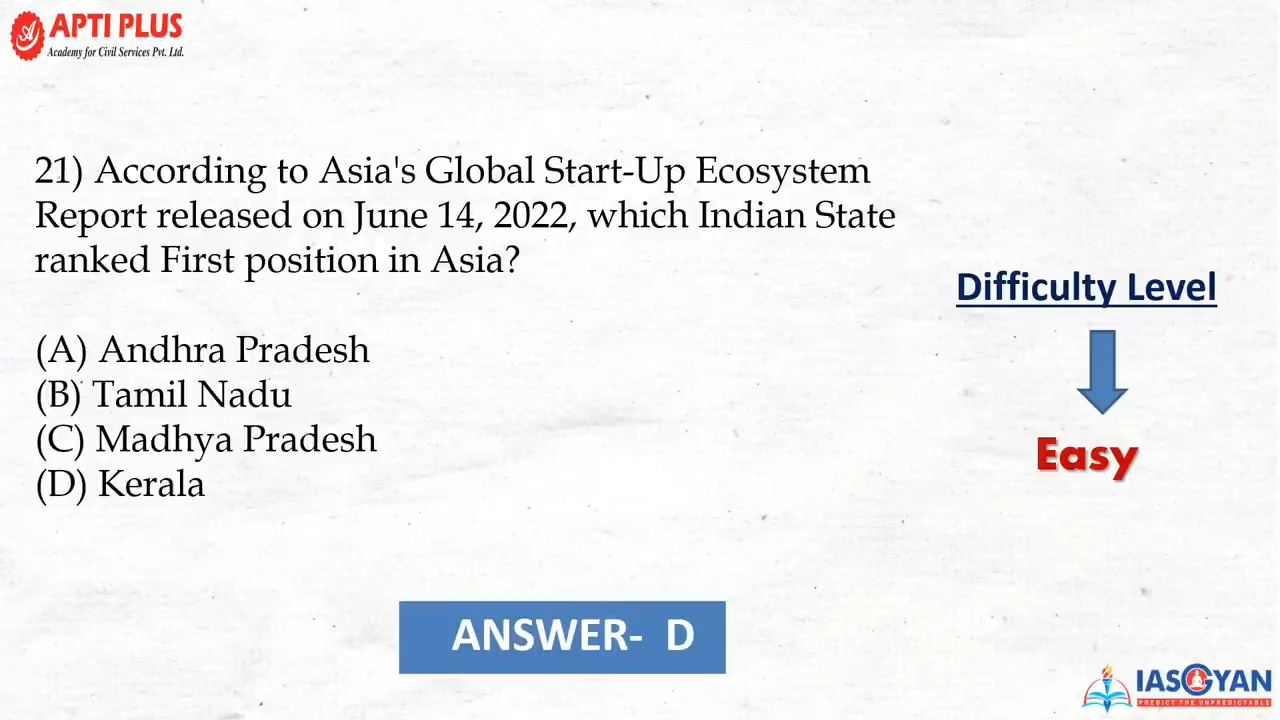 APTI PLUS
Academy for Civil Services Pvt. Ltd.
21) According to Asia's Global Start-Up Ecosystem
Report released on June 14, 2022, which Indian State
ranked First position in Asia?
(A) Andhra Pradesh
(B) Tamil Nadu
(C) Madhya Pradesh
(D) Kerala
Difficulty Level
Easy
ANSWER- D
IASGYAN
PREDICT THE UNPREDICTABLE